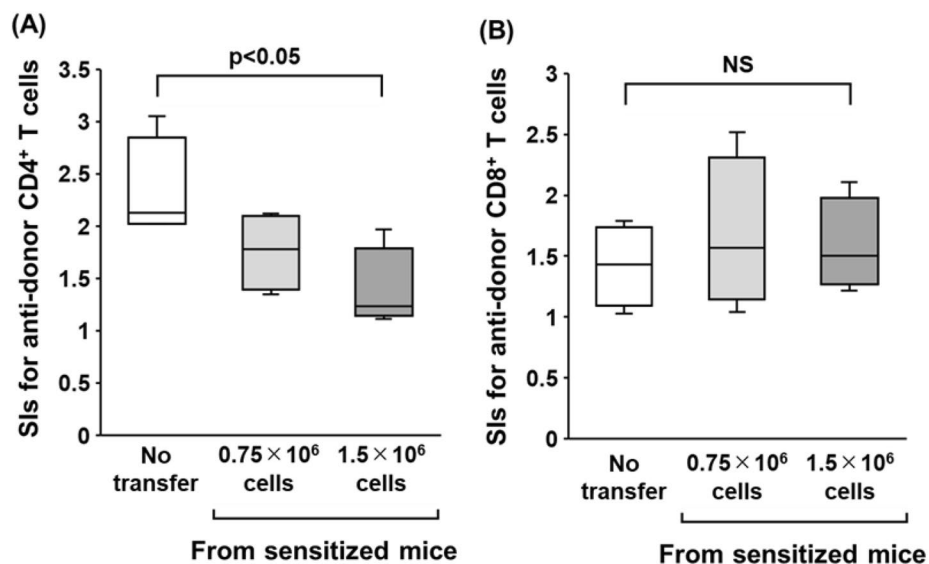 (A)
SIs for anti-donor CD4⁺ T cells
3.5
3
2.5
2
1.5
1
0.5
0
p<0.05
No transfer
0.75×10⁶ cells
1.5×10⁶ cells
From sensitized mice
(B)
SIs for anti-donor CD8⁺ T cells
3
2.5
2
1.5
1
0.5
0
NS
No transfer
0.75×10⁶ cells
1.5×10⁶ cells
From sensitized mice